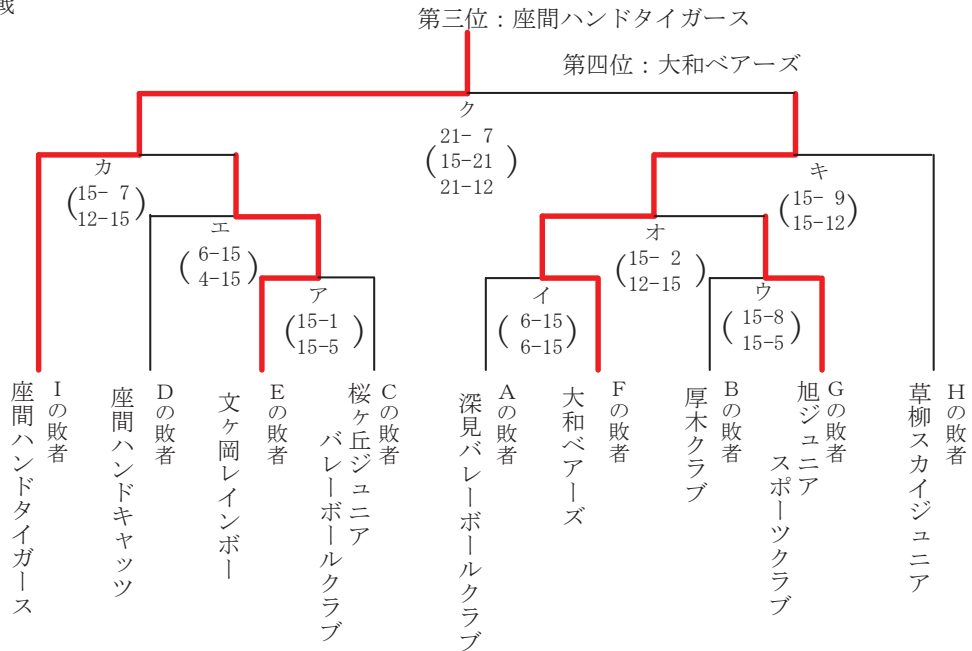 戦
第三位：座間ハンドタイガース
第四位：大和ベアーズ
ク
21- 7
15-21
21-12
カ
15- 7
12-15
キ
15- 9
15-12
エ
6-15
4-15
オ
15- 2
12-15
ア
15-1
15-5
イ
6-15
6-15
ウ
15-8
15-5
Iの敗者
座間ハンドタイガース
Dの敗者
座間ハンドキャッツ
Eの敗者
文ヶ岡レインボー
Cの敗者
桜ヶ丘ジュニア
バレーボールクラブ
Aの敗者
深見バレーボールクラブ
Fの敗者
大和ベアーズ
Bの敗者
厚木クラブ
Gの敗者
旭ジュニア
スポーツクラブ
Hの敗者
草柳スカイジュニア